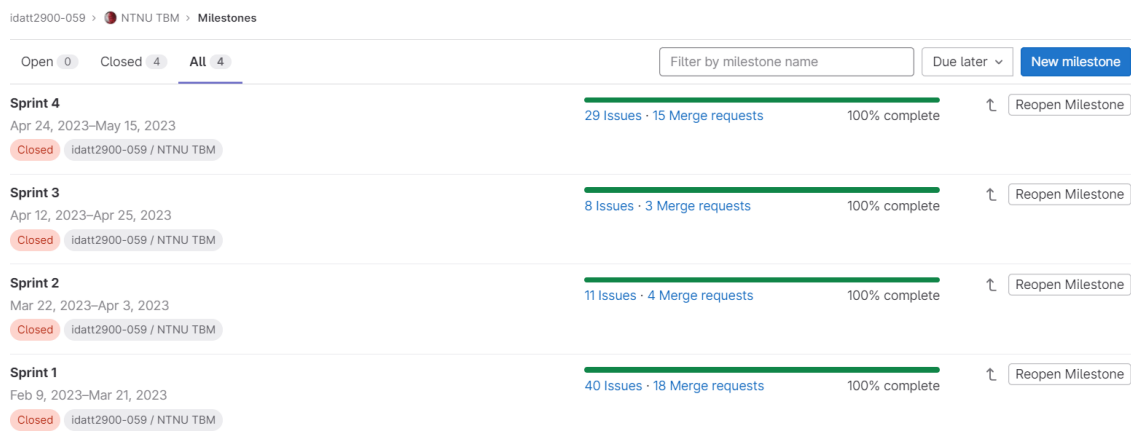 idatt2900-059 > NTNU TBM > Milestones
Open 0 Closed 4 All 4 Filter by milestone name Due later New milestone
Sprint 4
Apr 24, 2023–May 15, 2023
Closed idatt2900-059 / NTNU TBM
29 Issues · 15 Merge requests 100% complete
Reopen Milestone
Sprint 3
Apr 12, 2023–Apr 25, 2023
Closed idatt2900-059 / NTNU TBM
8 Issues · 3 Merge requests 100% complete
Reopen Milestone
Sprint 2
Mar 22, 2023–Apr 3, 2023
Closed idatt2900-059 / NTNU TBM
11 Issues · 4 Merge requests 100% complete
Reopen Milestone
Sprint 1
Feb 9, 2023–Mar 21, 2023
Closed idatt2900-059 / NTNU TBM
40 Issues · 18 Merge requests 100% complete
Reopen Milestone